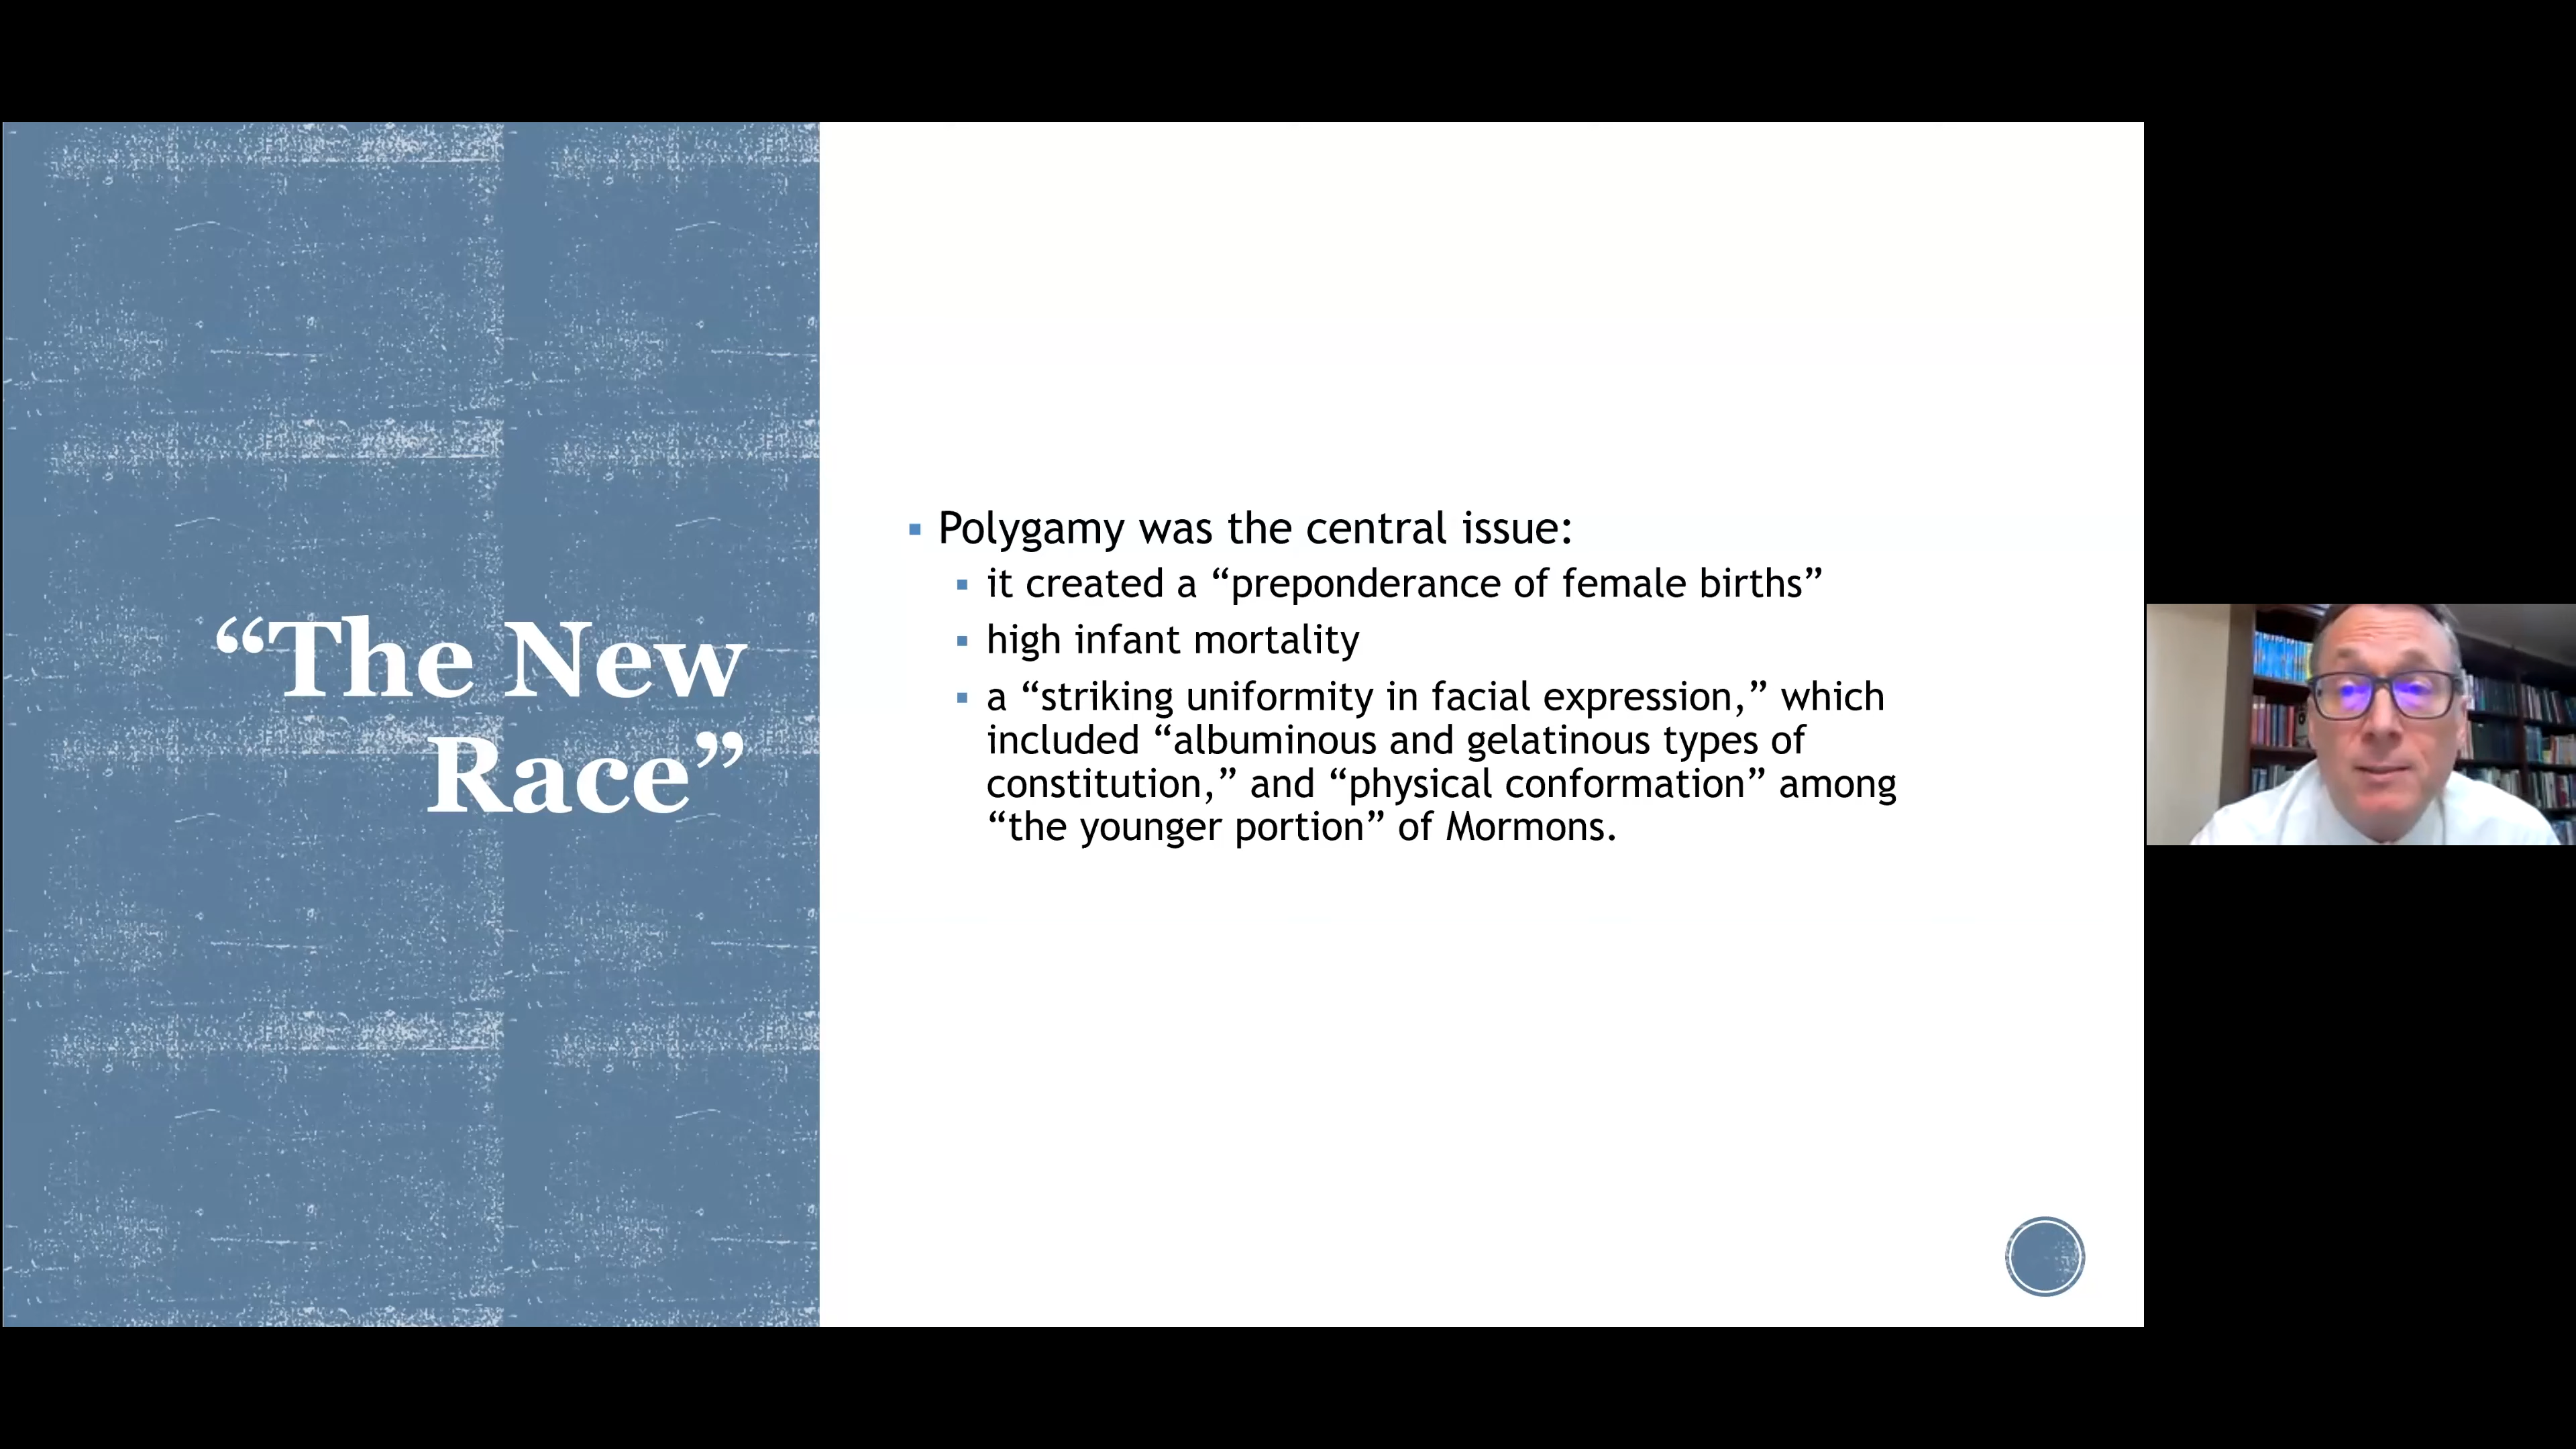 “The New
Race”
Polygamy was the central issue:
it created a “preponderance of female births”
high infant mortality
a “striking uniformity in facial expression,” which
included “albuminous and gelatinous types of
constitution,” and “physical conformation” among
“the younger portion” of Mormons.